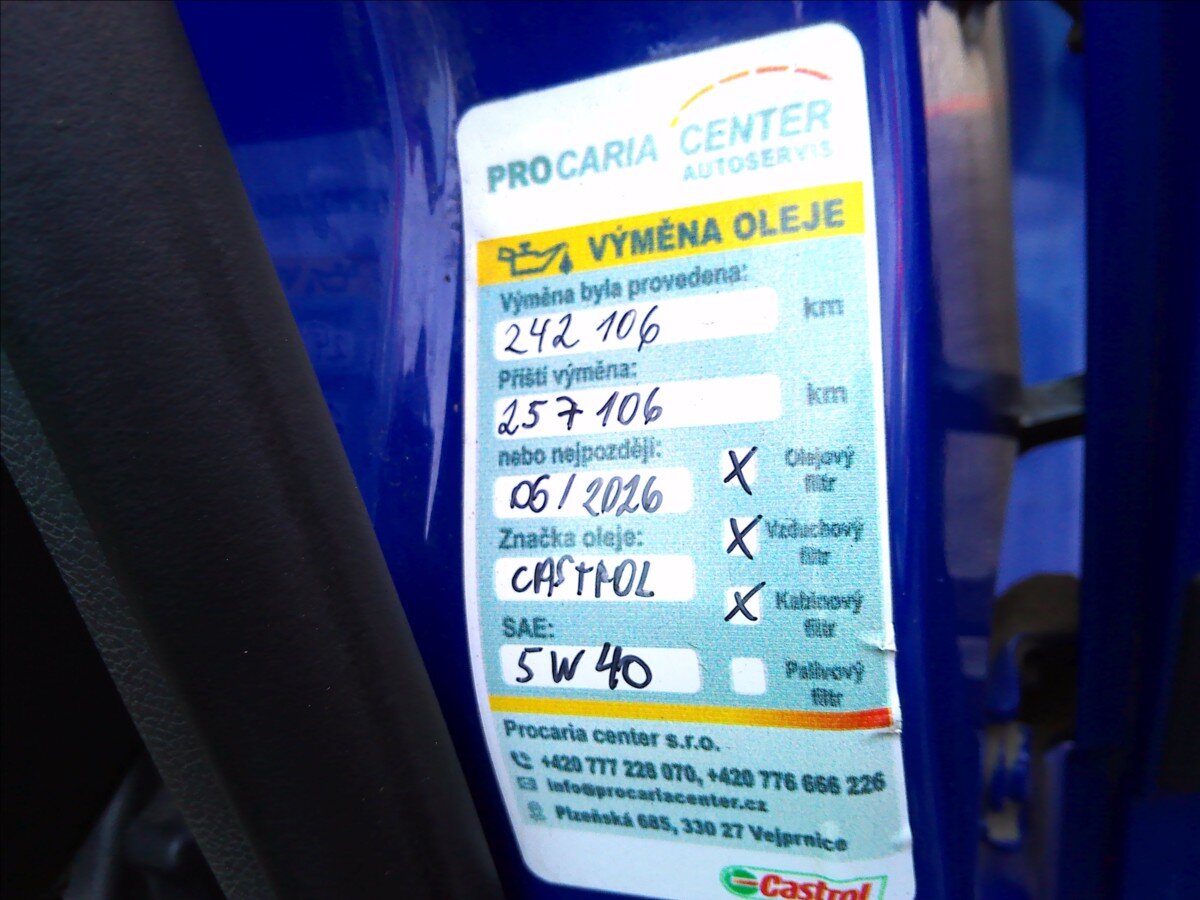 PROCARIA CENTER
AUTOSERVIS
VÝMĚNA OLEJE
Výměna byla provedena:
242 106 km
Příští výměna:
257 106 km
nebo nejpozději:
06/2026
X Olejový filtr
X Vzduchový filtr
Značka oleje:
CASTROL
X Kabinový filtr
SAE:
5W40
Palivový filtr
Procaria center s.r.o.
+420 777 228 070, +420 776 666 226
info@procariacenter.cz
Plzeňská 685, 330 27 Vejprnice
Castrol